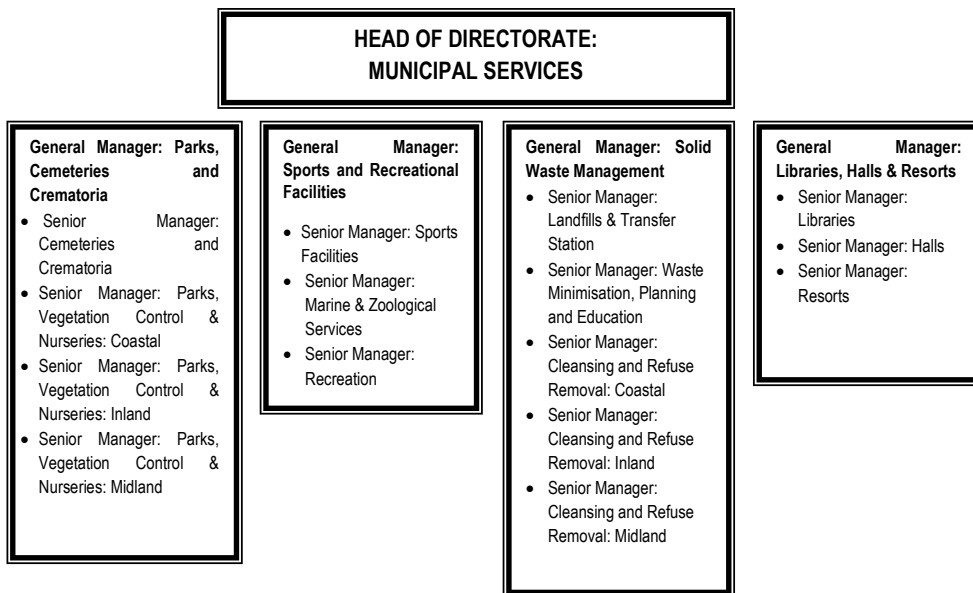 HEAD OF DIRECTORATE:
MUNICIPAL SERVICES
General Manager: Parks,
Cemeteries and
Crematoria
• Senior Manager:
Cemeteries and
Crematoria
• Senior Manager: Parks,
Vegetation Control &
Nurseries: Coastal
• Senior Manager: Parks,
Vegetation Control &
Nurseries: Inland
• Senior Manager: Parks,
Vegetation Control &
Nurseries: Midland
General Manager:
Sports and Recreational
Facilities
• Senior Manager: Sports
Facilities
• Senior Manager:
Marine & Zoological
Services
• Senior Manager:
Recreation
General Manager: Solid
Waste Management
• Senior Manager:
Landfills & Transfer
Station
• Senior Manager: Waste
Minimisation, Planning
and Education
• Senior Manager:
Cleansing and Refuse
Removal: Coastal
• Senior Manager:
Cleansing and Refuse
Removal: Inland
• Senior Manager:
Cleansing and Refuse
Removal: Midland
General Manager:
Libraries, Halls & Resorts
• Senior Manager:
Libraries
• Senior Manager: Halls
• Senior Manager:
Resorts